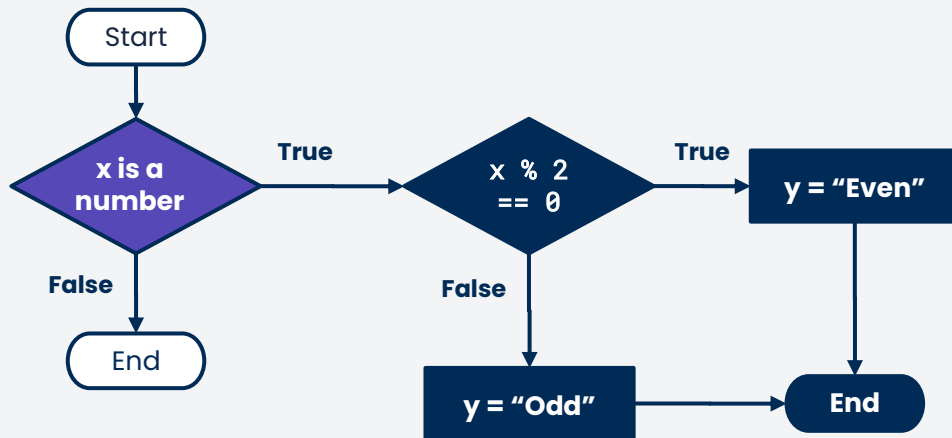 Start
x is a
number
True
x % 2
== 0
True
y = “Even”
False
False
End
y = “Odd”
End